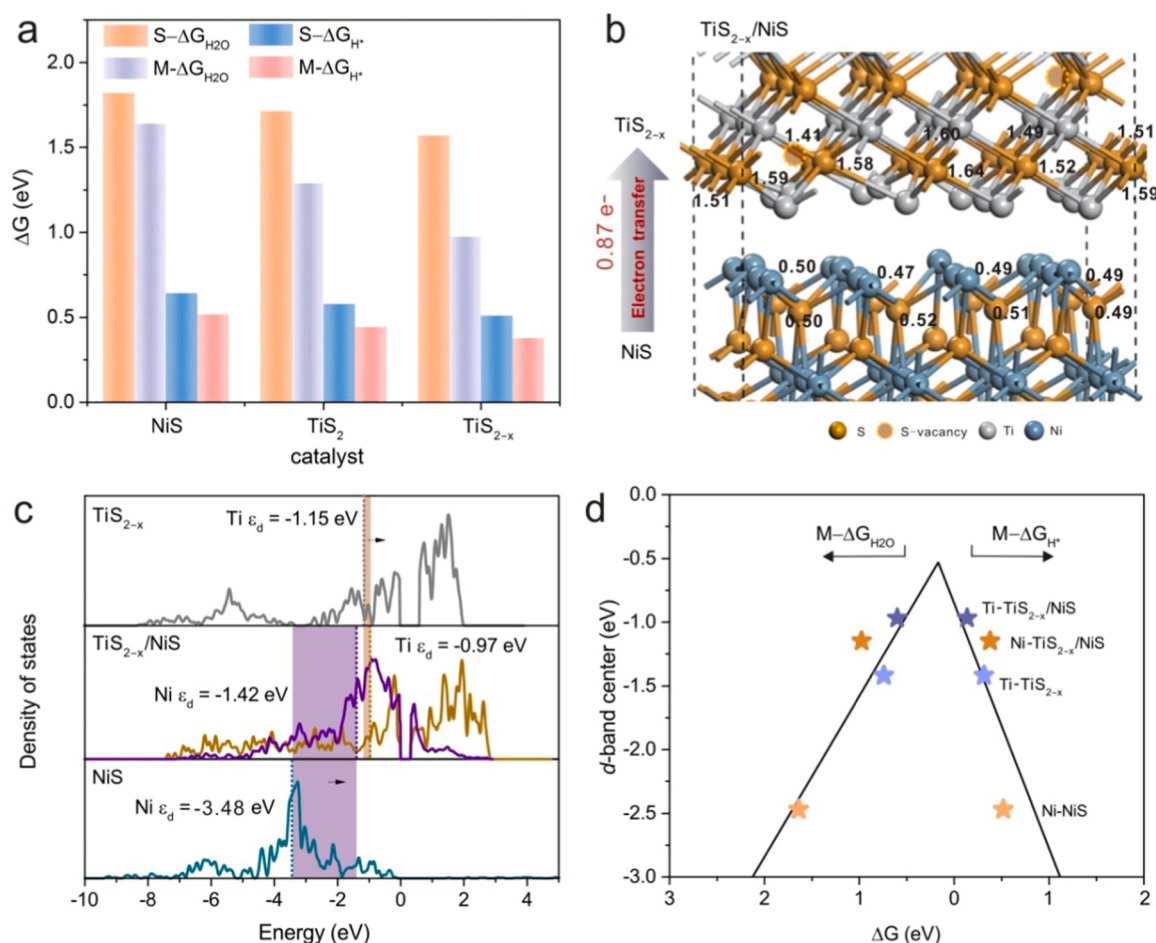 a
S−ΔG_H2O
S−ΔG_H*
M-ΔG_H2O
M-ΔG_H*
2.0
1.5
1.0
0.5
0.0
ΔG (eV)
NiS
TiS₂
TiS₂₋ₓ
catalyst
b
TiS₂₋ₓ/NiS
TiS₂₋ₓ
0.87 e-
Electron transfer
NiS
1.41
1.60
1.49
1.51
1.58
1.59
1.64
1.52
1.51
1.59
0.50
0.47
0.49
0.49
0.50
0.52
0.51
0.49
S
S-vacancy
Ti
Ni
c
TiS₂₋ₓ
Ti ε_d = -1.15 eV
TiS₂₋ₓ/NiS
Ti ε_d = -0.97 eV
Ni ε_d = -1.42 eV
NiS
Ni ε_d = -3.48 eV
Density of states
-10 -8 -6 -4 -2 0 2 4
Energy (eV)
d
0.0
-0.5
-1.0
-1.5
-2.0
-2.5
-3.0
d-band center (eV)
M−ΔG_H2O
M−ΔG_H*
Ti-TiS₂₋ₓ/NiS
Ni-TiS₂₋ₓ/NiS
Ti-TiS₂₋ₓ
Ni-NiS
3 2 1 0 1 2
ΔG (eV)